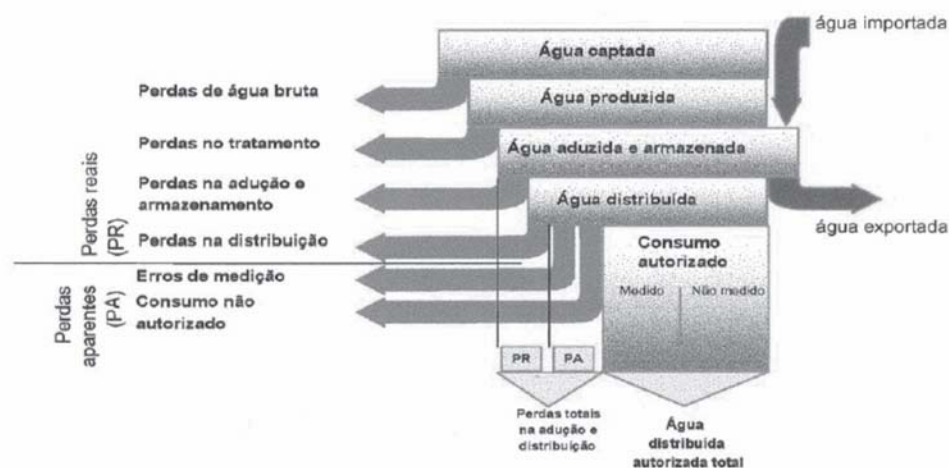 água importada
Água captada
Perdas de água bruta
Água produzida
Perdas no tratamento
Água aduzida e armazenada
Perdas reais
(PR)
Perdas na adução e
armazenamento
Água distribuída
água exportada
Perdas na distribuição
Consumo
autorizado
Erros de medição
Medido
Não medido
Perdas
aparentes
(PA)
Consumo não
autorizado
PR
PA
Perdas totais
na adução e
distribuição
Água
distribuída
autorizada total